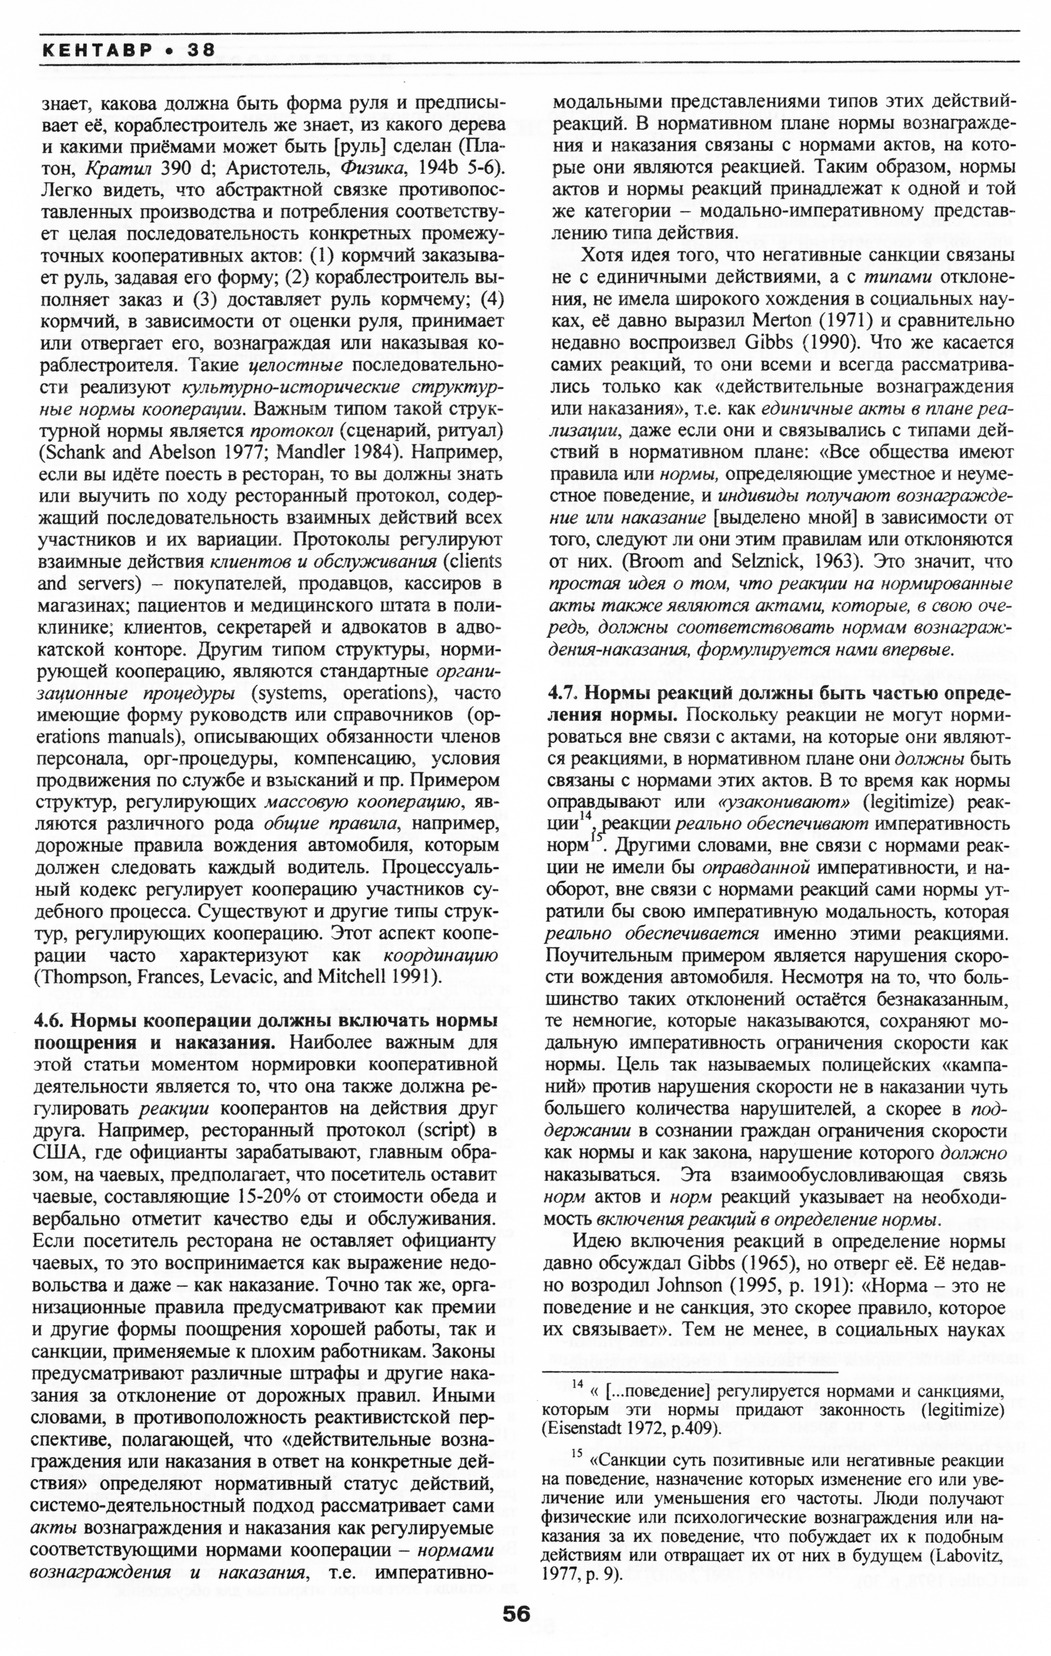 КЕНТАВР • 38
знает, какова должна быть форма руля и предписы-
вает её, кораблестроитель же знает, из какого дерева
и какими приёмами может быть [руль] сделан (Пла-
тон, Кратил 390 d; Аристотель, Физика, 194b 5-6).
Легко видеть, что абстрактной связке противопос-
тавленных производства и потребления соответству-
ет целая последовательность конкретных промежу-
точных кооперативных актов: (1) кормчий заказыва-
ет руль, задавая его форму; (2) кораблестроитель вы-
полняет заказ и (3) доставляет руль кормчему; (4)
кормчий, в зависимости от оценки руля, принимает
или отвергает его, вознаграждая или наказывая ко-
раблестроителя. Такие целостные последовательно-
сти реализуют культурно-исторические структур-
ные нормы кооперации. Важным типом такой струк-
турной нормы является протокол (сценарий, ритуал)
(Schank and Abelson 1977; Mandler 1984). Например,
если вы идёте поесть в ресторан, то вы должны знать
или выучить по ходу ресторанный протокол, содер-
жащий последовательность взаимных действий всех
участников и их вариации. Протоколы регулируют
взаимные действия клиентов и обслуживания (clients
and servers) – покупателей, продавцов, кассиров в
магазинах; пациентов и медицинского штата в поли-
клинике; клиентов, секретарей и адвокатов в адво-
катской конторе. Другим типом структуры, норми-
рующей кооперацию, являются стандартные органи-
зационные процедуры (systems, operations), часто
имеющие форму руководств или справочников (op-
erations manuals), описывающих обязанности членов
персонала, орг-процедуры, компенсацию, условия
продвижения по службе и взысканий и пр. Примером
структур, регулирующих массовую кооперацию, яв-
ляются различного рода общие правила, например,
дорожные правила вождения автомобиля, которым
должен следовать каждый водитель. Процессуаль-
ный кодекс регулирует кооперацию участников су-
дебного процесса. Существуют и другие типы струк-
тур, регулирующих кооперацию. Этот аспект коопе-
рации часто характеризуют как координацию
(Thompson, Frances, Levacic, and Mitchell 1991).
4.6. Нормы кооперации должны включать нормы
поощрения и наказания. Наиболее важным для
этой статьи моментом нормировки кооперативной
деятельности является то, что она также должна ре-
гулировать реакции кооперантов на действия друг
друга. Например, ресторанный протокол (script) в
США, где официанты зарабатывают, главным обра-
зом, на чаевых, предполагает, что посетитель оставит
чаевые, составляющие 15-20% от стоимости обеда и
вербально отметит качество еды и обслуживания.
Если посетитель ресторана не оставляет официанту
чаевых, то это воспринимается как выражение недо-
вольства и даже – как наказание. Точно так же, орга-
низационные правила предусматривают как премии
и другие формы поощрения хорошей работы, так и
санкции, применяемые к плохим работникам. Законы
предусматривают различные штрафы и другие нака-
зания за отклонение от дорожных правил. Иными
словами, в противоположность реактивистской пер-
спективе, полагающей, что «действительные возна-
граждения или наказания в ответ на конкретные дей-
ствия» определяют нормативный статус действий,
системо-деятельностный подход рассматривает сами
акты вознаграждения и наказания как регулируемые
соответствующими нормами кооперации – нормами
вознаграждения и наказания, т.е. императивно-
модальными представлениями типов этих действий-
реакций. В нормативном плане нормы вознагражде-
ния и наказания связаны с нормами актов, на кото-
рые они являются реакцией. Таким образом, нормы
актов и нормы реакций принадлежат к одной и той
же категории – модально-императивному представ-
лению типа действия.
Хотя идея того, что негативные санкции связаны
не с единичными действиями, а с типами отклоне-
ния, не имела широкого хождения в социальных нау-
ках, её давно выразил Merton (1971) и сравнительно
недавно воспроизвел Gibbs (1990). Что же касается
самих реакций, то они всеми и всегда рассматрива-
лись только как «действительные вознаграждения
или наказания», т.е. как единичные акты в плане реа-
лизации, даже если они и связывались с типами дей-
ствий в нормативном плане: «Все общества имеют
правила или нормы, определяющие уместное и неуме-
стное поведение, и индивиды получают вознагражде-
ние или наказание [выделено мной] в зависимости от
того, следуют ли они этим правилам или отклоняются
от них. (Broom and Selznick, 1963). Это значит, что
простая идея о том, что реакции на нормированные
акты также являются актами, которые, в свою оче-
редь, должны соответствовать нормам вознаграж-
дения-наказания, формулируется нами впервые.
4.7. Нормы реакций должны быть частью опреде-
ления нормы. Поскольку реакции не могут норми-
роваться вне связи с актами, на которые они являют-
ся реакциями, в нормативном плане они должны быть
связаны с нормами этих актов. В то время как нормы
оправдывают или «узаконивают» (legitimize) реак-
ции14, реакции реально обеспечивают императивность
норм15. Другими словами, вне связи с нормами реак-
ции не имели бы оправданной императивности, и на-
оборот, вне связи с нормами реакций сами нормы ут-
ратили бы свою императивную модальность, которая
реально обеспечивается именно этими реакциями.
Поучительным примером является нарушения скоро-
сти вождения автомобиля. Несмотря на то, что боль-
шинство таких отклонений остаётся безнаказанным,
те немногие, которые наказываются, сохраняют мо-
дальную императивность ограничения скорости как
нормы. Цель так называемых полицейских «кампа-
ний» против нарушения скорости не в наказании чуть
большего количества нарушителей, а скорее в под-
держании в сознании граждан ограничения скорости
как нормы и как закона, нарушение которого должно
наказываться. Эта взаимообусловливающая связь
норм актов и норм реакций указывает на необходи-
мость включения реакций в определение нормы.
Идею включения реакций в определение нормы
давно обсуждал Gibbs (1965), но отверг её. Её недав-
но возродил Johnson (1995, p. 191): «Норма – это не
поведение и не санкция, это скорее правило, которое
их связывает». Тем не менее, в социальных науках
14 « [...поведение] регулируется нормами и санкциями,
которым эти нормы придают законность (legitimize)
(Eisenstadt 1972, p.409).
15 «Санкции суть позитивные или негативные реакции
на поведение, назначение которых изменение его или уве-
личение или уменьшения его частоты. Люди получают
физические или психологические вознаграждения или на-
казания за их поведение, что побуждает их к подобным
действиям или отвращает их от них в будущем (Labovitz,
1977, p. 9).
56